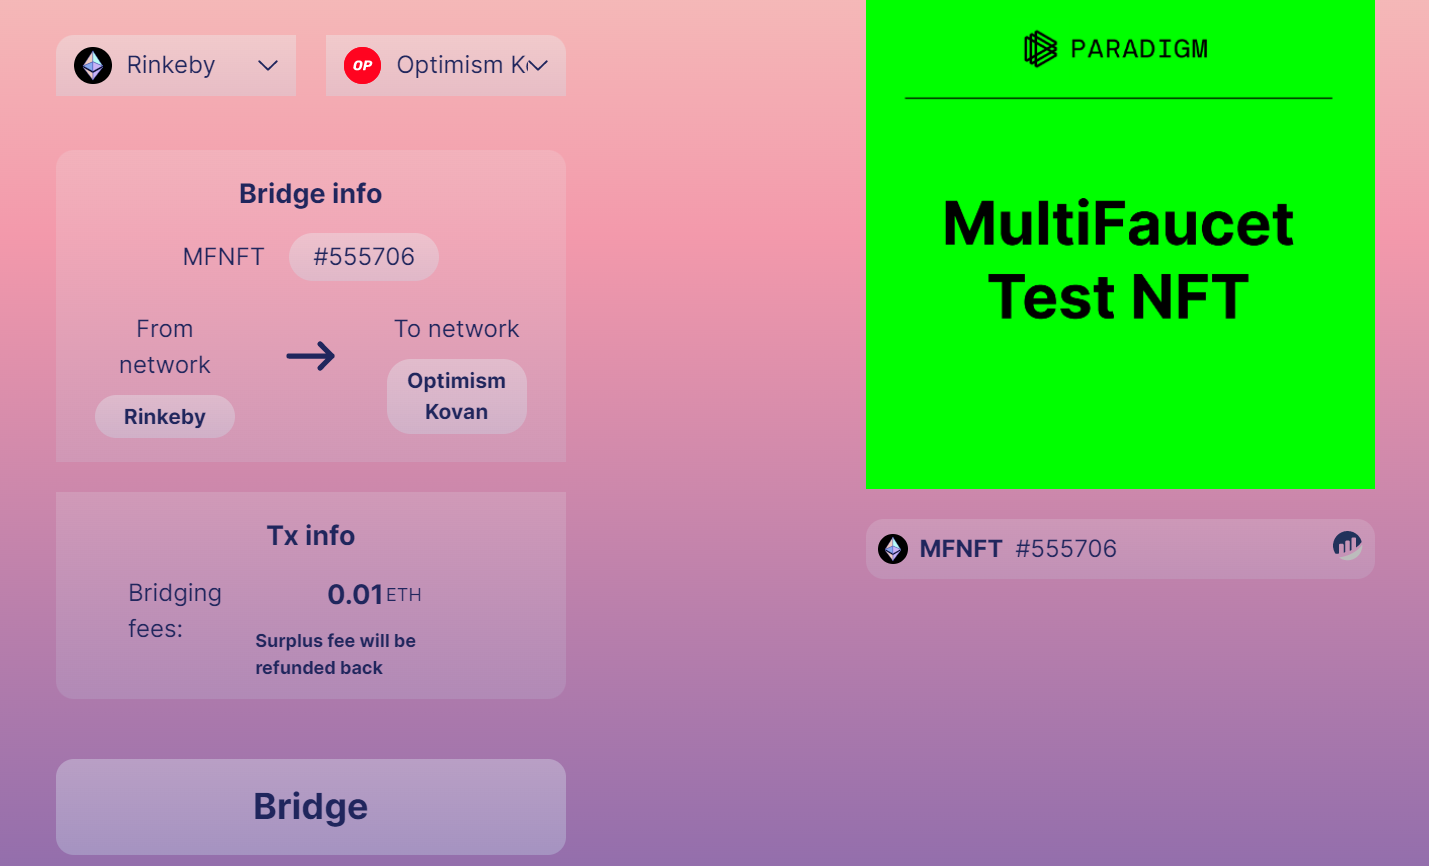 Rinkeby
OP
Optimism K
Bridge info
MFNFT
#555706
From
network
Rinkeby
To network
Optimism
Kovan
Tx info
Bridging
fees:
0.01 ETH
Surplus fee will be
refunded back
Bridge
PARADIGM
MultiFaucet
Test NFT
MFNFT #555706